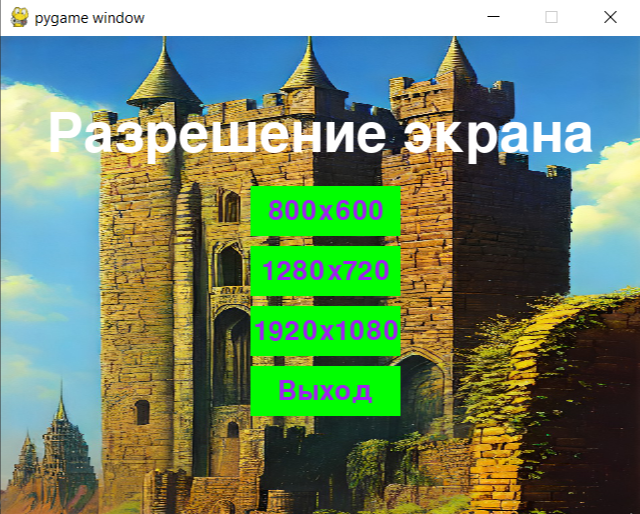 pygame window
Разрешение экрана
800x600
1280x720
1920x1080
Выход